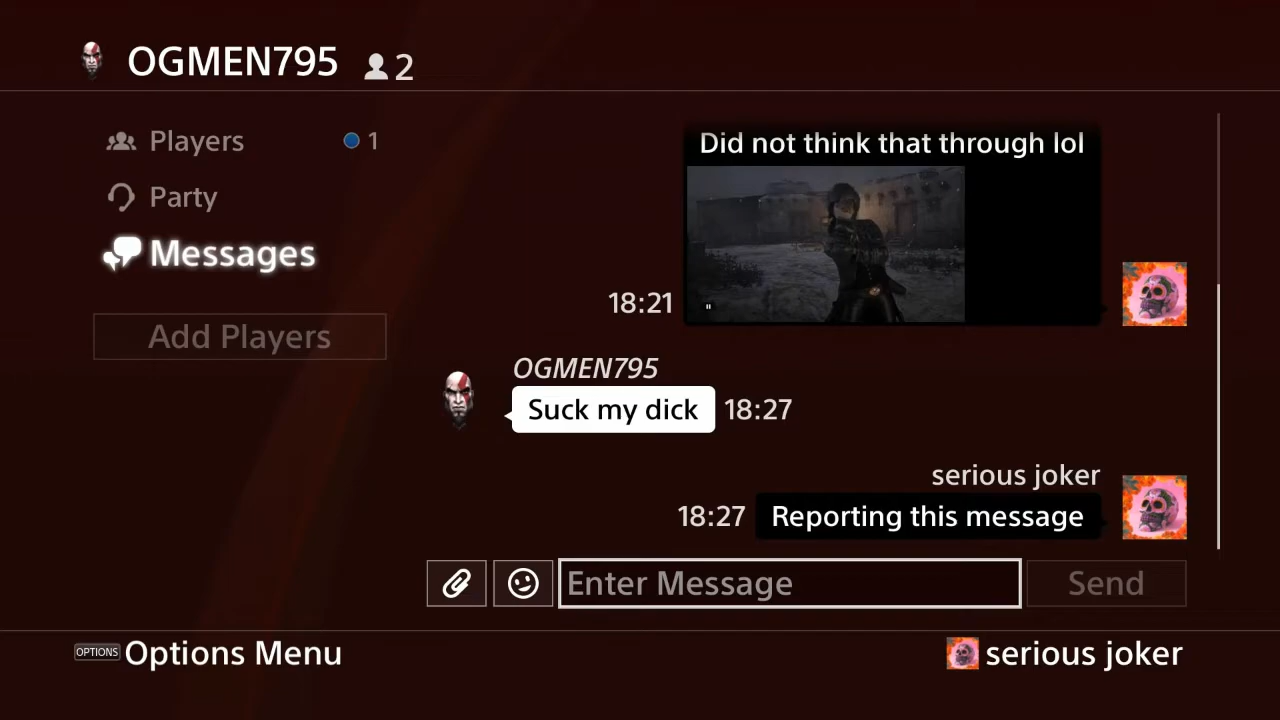 OGMEN795 2
Players 1
Party
Messages
Add Players
Did not think that through lol
18:21
OGMEN795
Suck my dick 18:27
serious joker
18:27 Reporting this message
Enter Message Send
OPTIONS Options Menu serious joker